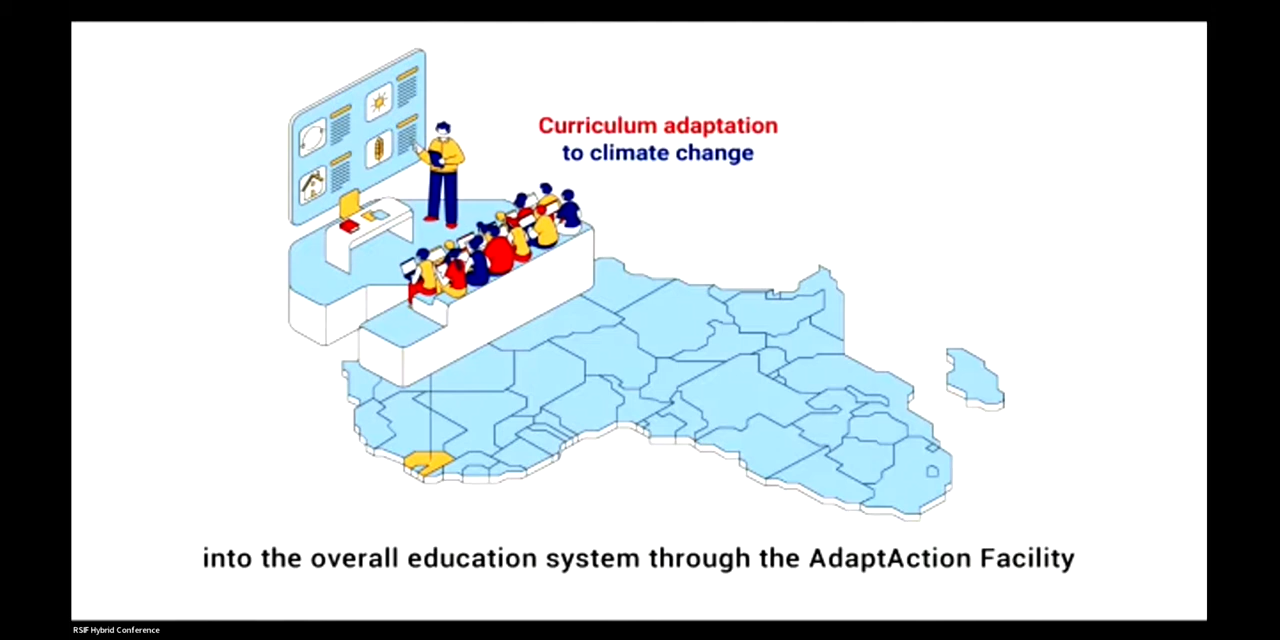 Curriculum adaptation
to climate change
into the overall education system through the AdaptAction Facility
RSIF Hybrid Conference